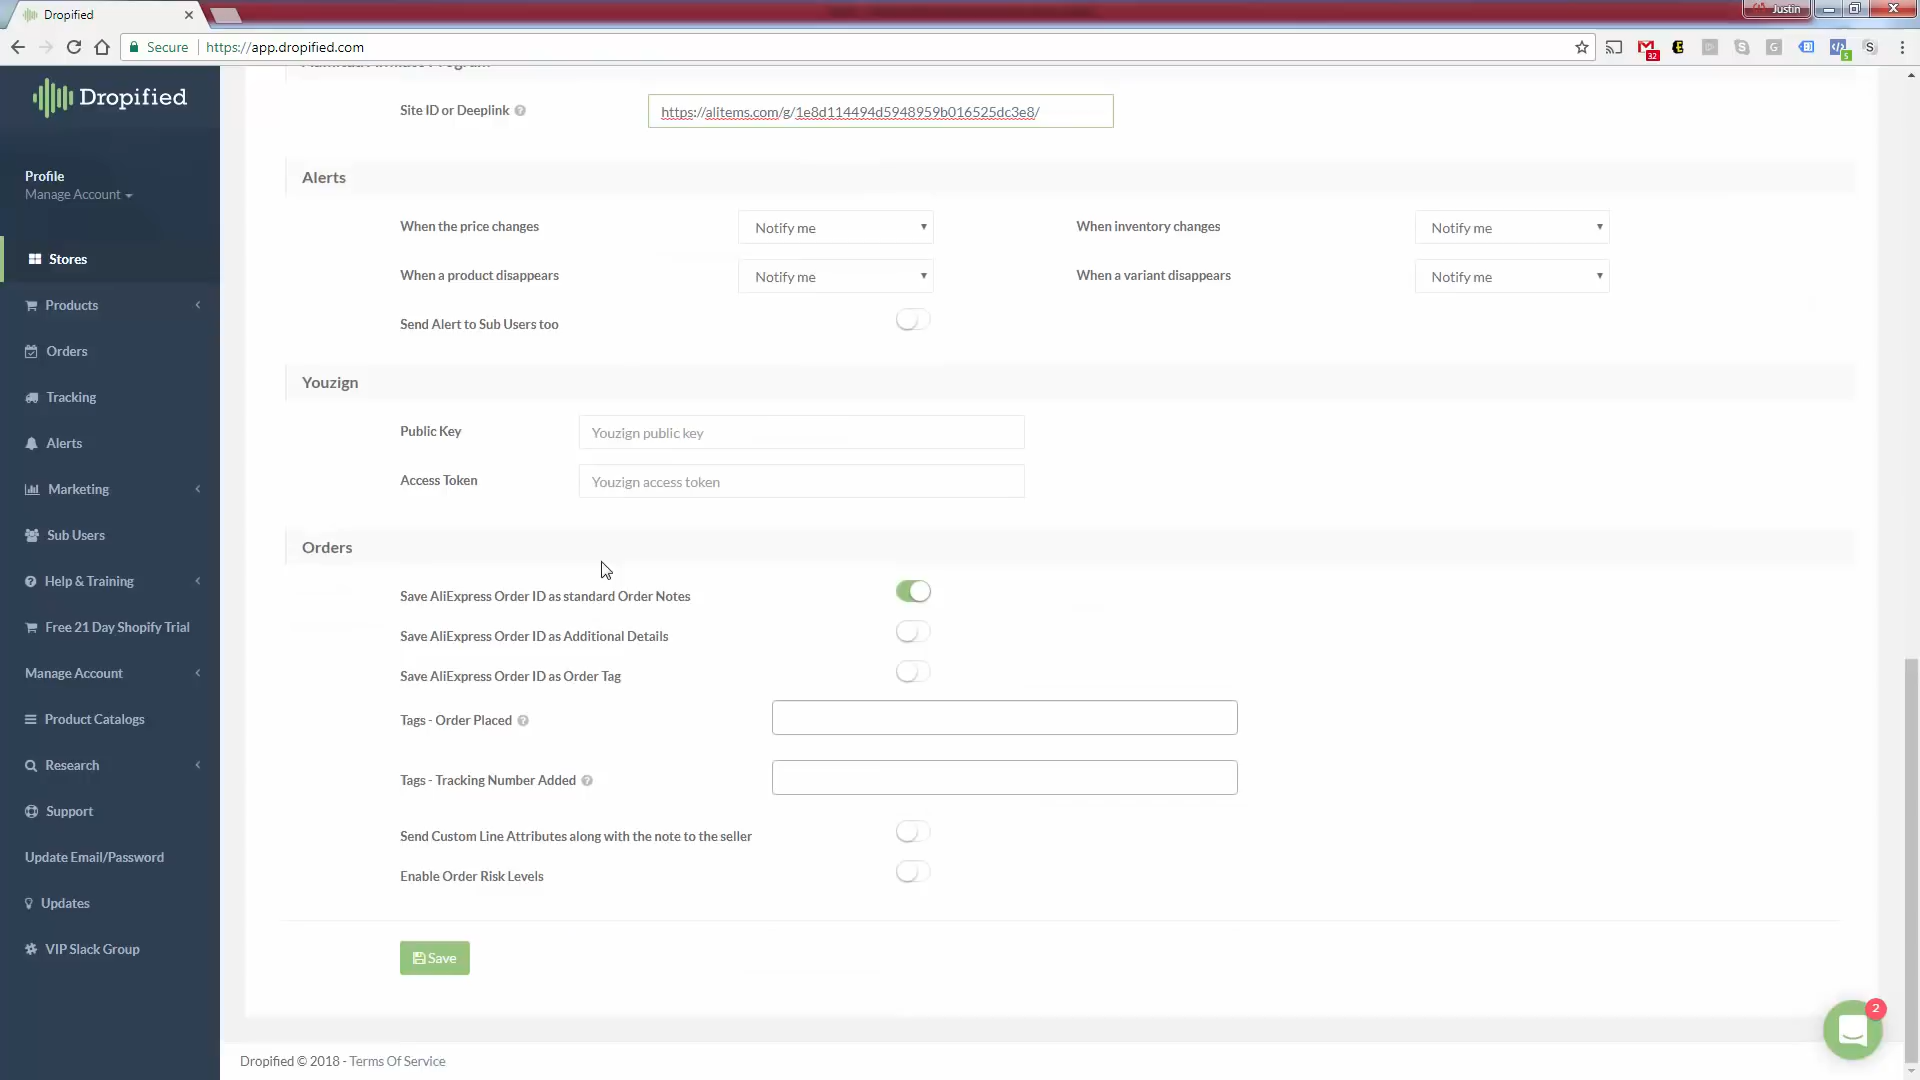 Dropified
Justin
Secure https://app.dropified.com
32
5
Dropified
Profile
Manage Account
Stores
Products
Orders
Tracking
Alerts
Marketing
Sub Users
Help & Training
Free 21 Day Shopify Trial
Manage Account
Product Catalogs
Research
Support
Update Email/Password
Updates
VIP Slack Group
Site ID or Deeplink
https://alitems.com/g/1e8d114494d5948959b016525dc3e8/
Alerts
When the price changes Notify me
When inventory changes Notify me
When a product disappears Notify me
When a variant disappears Notify me
Send Alert to Sub Users too
Youzign
Public Key Youzign public key
Access Token Youzign access token
Orders
Save AliExpress Order ID as standard Order Notes
Save AliExpress Order ID as Additional Details
Save AliExpress Order ID as Order Tag
Tags - Order Placed
Tags - Tracking Number Added
Send Custom Line Attributes along with the note to the seller
Enable Order Risk Levels
Save
2
Dropified © 2018 - Terms Of Service